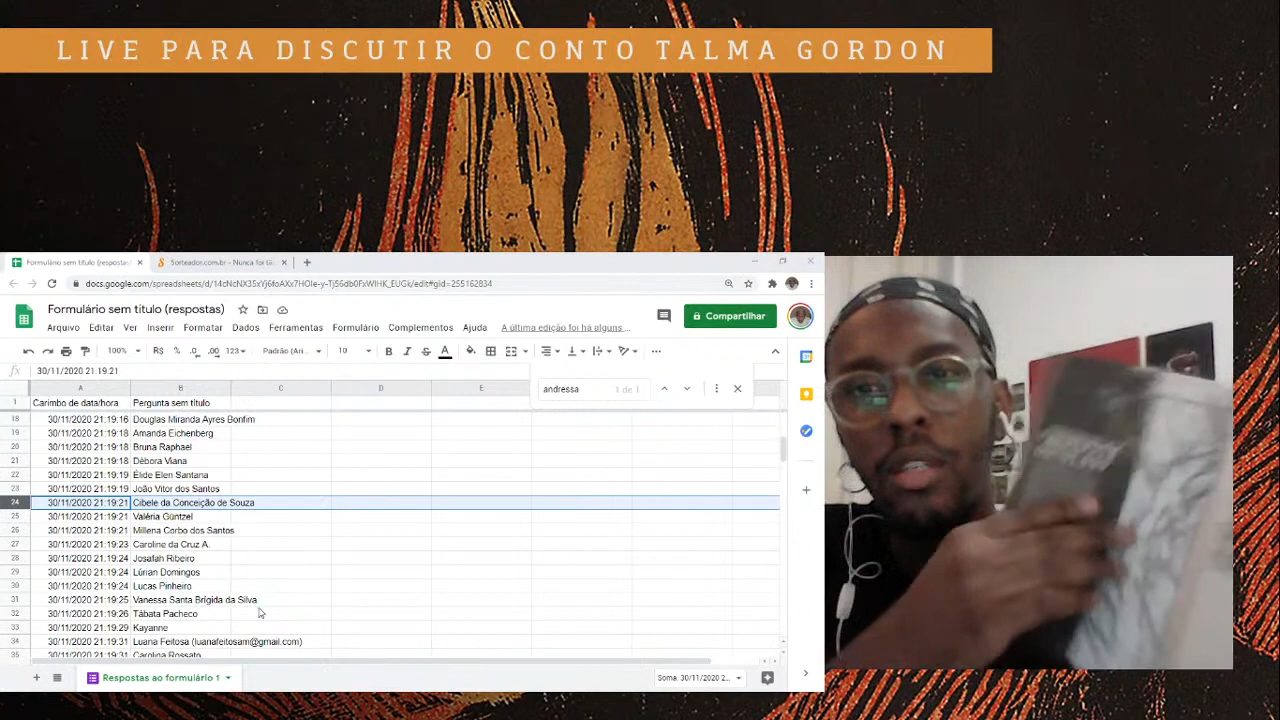 LIVE PARA DISCUTIR O CONTO TALMA GORDON
Formulário sem título (respostas
Sorteador.com.br - Nunca foi tã
Formulário sem título (respostas)
Arquivo Editar Ver Inserir Formatar Dados Ferramentas Formulário Complementos Ajuda A última edição foi há alguns ...
Compartilhar
100% R$ % .0 .00 123 Padrão (Ari... 10 B I S A
fx 30/11/2020 21:19:21
andressa 1 de 1
A B C D E
1 Carimbo de data/hora Pergunta sem título
18 30/11/2020 21:19:16 Douglas Miranda Ayres Bonfim
19 30/11/2020 21:19:18 Amanda Eichenberg
20 30/11/2020 21:19:18 Bruna Raphael
21 30/11/2020 21:19:18 Débora Viana
22 30/11/2020 21:19:19 Élide Elen Santana
23 30/11/2020 21:19:19 João Vitor dos Santos
24 30/11/2020 21:19:21 Cibele da Conceição de Souza
25 30/11/2020 21:19:21 Valéria Güntzel
26 30/11/2020 21:19:21 Millena Corbo dos Santos
27 30/11/2020 21:19:23 Caroline da Cruz A.
28 30/11/2020 21:19:24 Josafah Ribeiro
29 30/11/2020 21:19:24 Lúrian Domingos
30 30/11/2020 21:19:24 Lucas Pinheiro
31 30/11/2020 21:19:25 Vanessa Santa Brígida da Silva
32 30/11/2020 21:19:26 Tábata Pacheco
33 30/11/2020 21:19:29 Kayanne
34 30/11/2020 21:19:31 Luana Feitosa (luanafeitosam@gmail.com)
35 30/11/2020 21:19:31 Carolina Rossato
Respostas ao formulário 1
Soma: 30/11/2020 2...